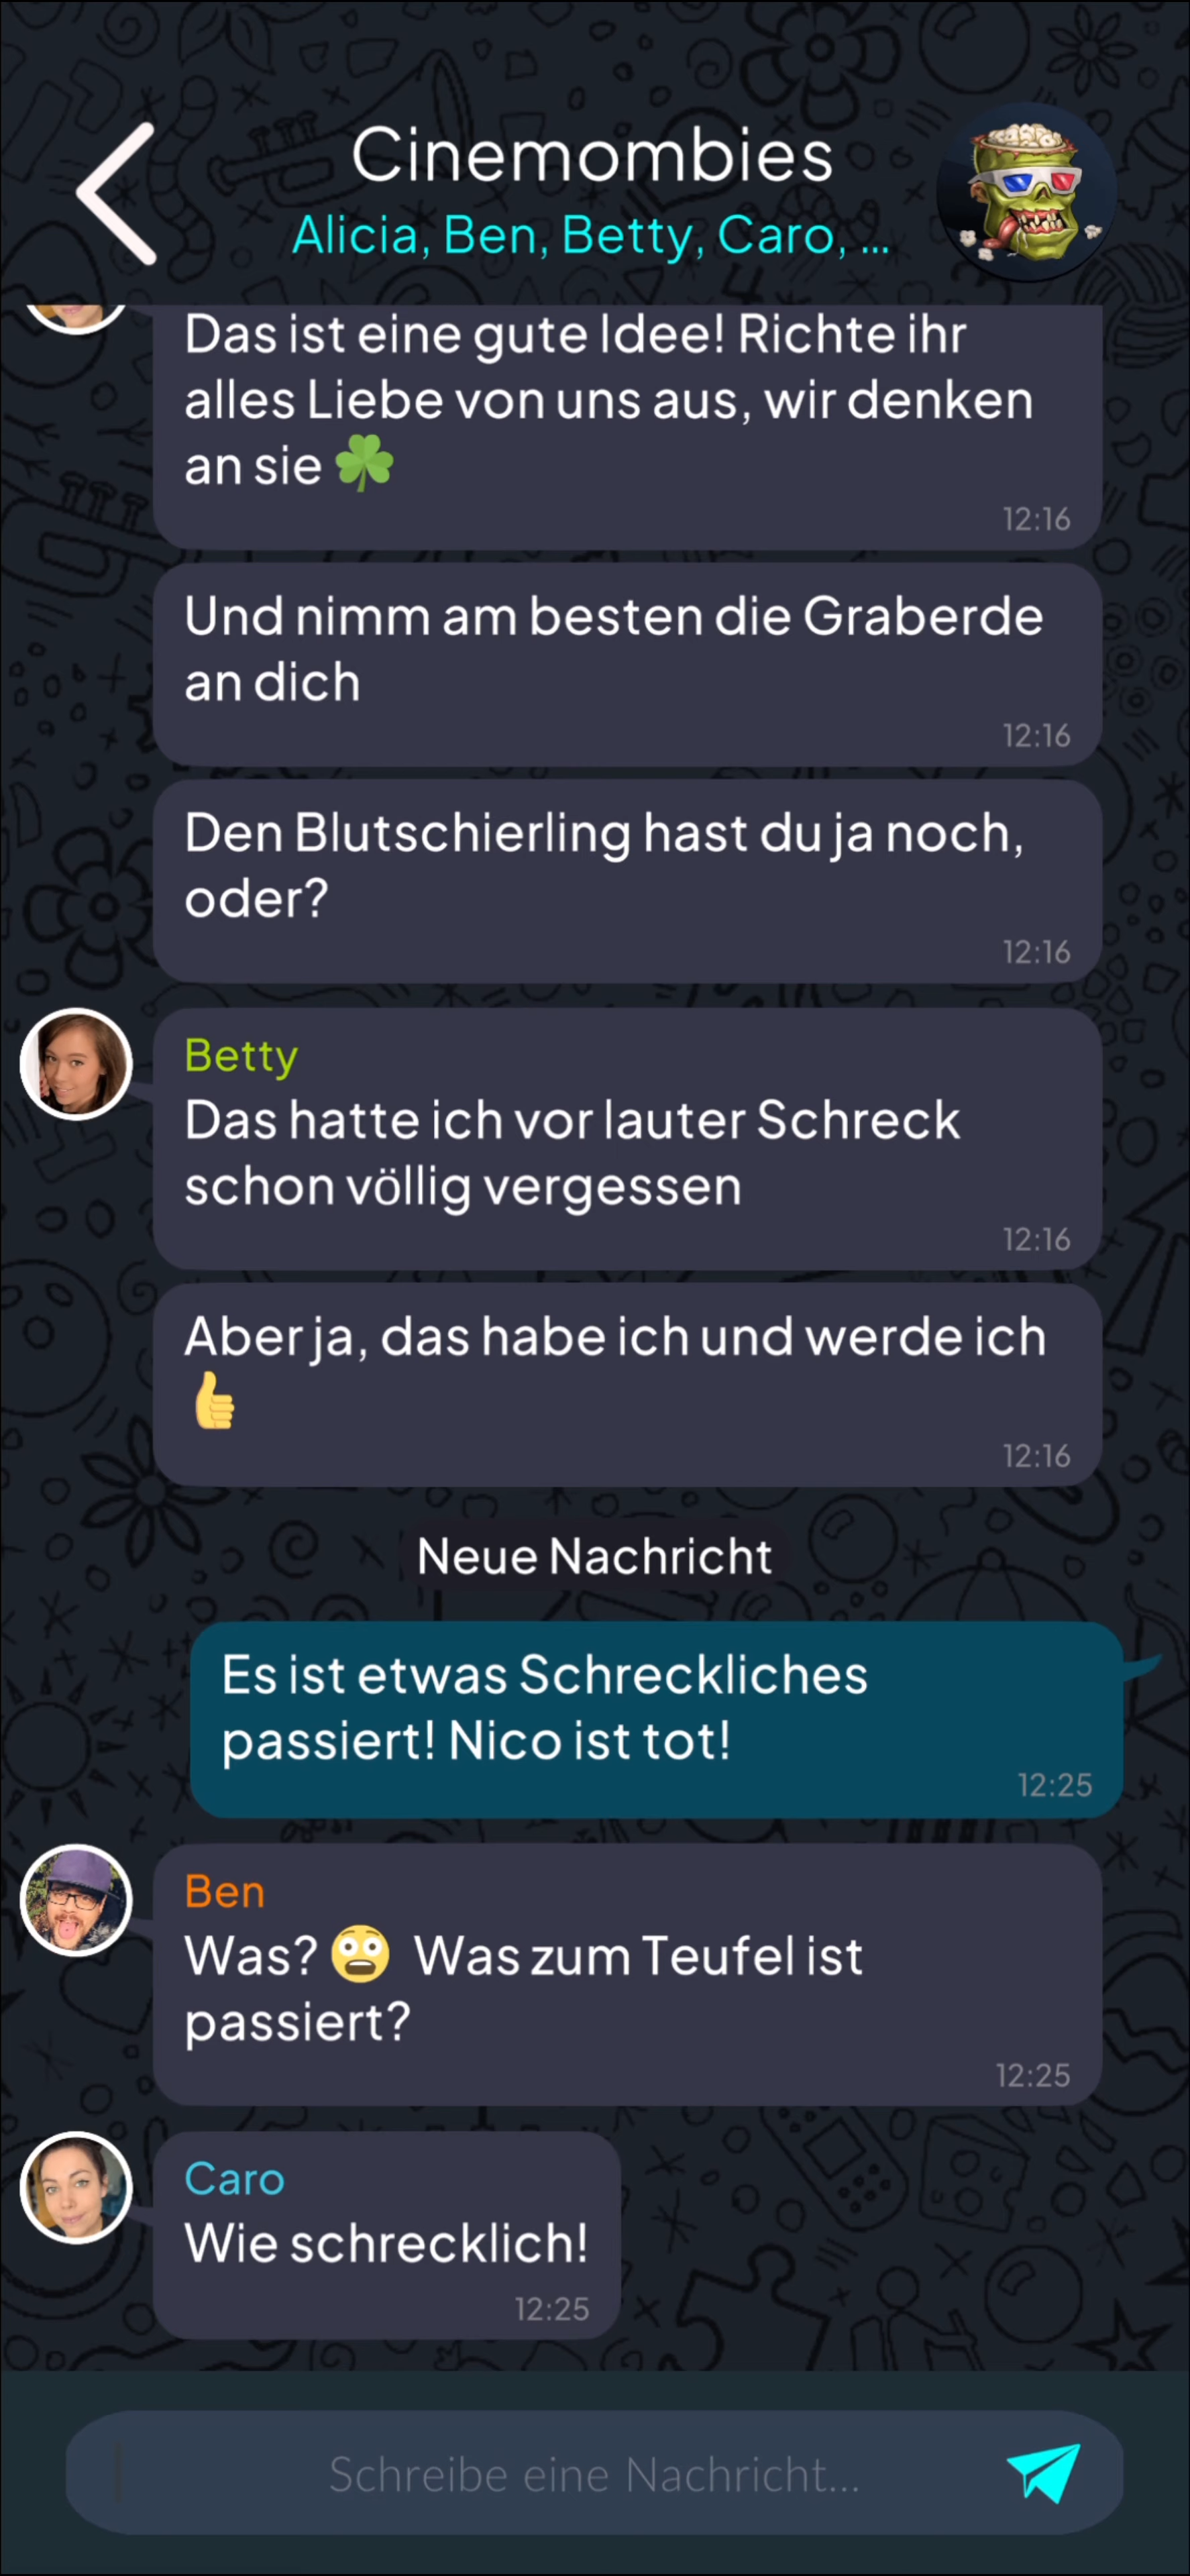 Cinemombies
Alicia, Ben, Betty, Caro, ...
Das ist eine gute Idee! Richte ihr
alles Liebe von uns aus, wir denken
an sie ☘️
12:16
Und nimm am besten die Graberde
an dich
12:16
Den Blutschierling hast du ja noch,
oder?
12:16
Betty
Das hatte ich vor lauter Schreck
schon völlig vergessen
12:16
Aber ja, das habe ich und werde ich
👍
12:16
Neue Nachricht
Es ist etwas Schreckliches
passiert! Nico ist tot!
12:25
Ben
Was? 😨 Was zum Teufel ist
passiert?
12:25
Caro
Wie schrecklich!
12:25
Schreibe eine Nachricht...